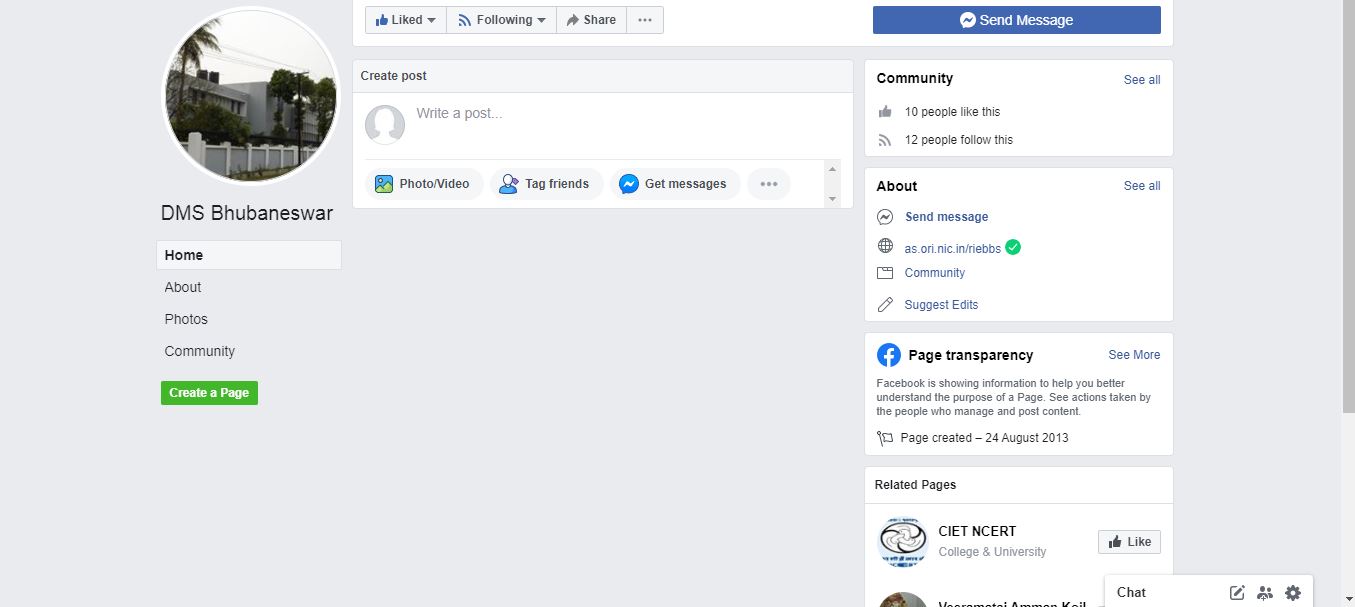 Liked
Following
Share
Send Message
DMS Bhubaneswar
Home
About
Photos
Community
Create a Page
Create post
Write a post...
Photo/Video
Tag friends
Get messages
Community
See all
10 people like this
12 people follow this
About
See all
Send message
as.ori.nic.in/riebbs
Community
Suggest Edits
Page transparency
See More
Facebook is showing information to help you better
understand the purpose of a Page. See actions taken by
the people who manage and post content.
Page created – 24 August 2013
Related Pages
CIET NCERT
College & University
Like
Chat